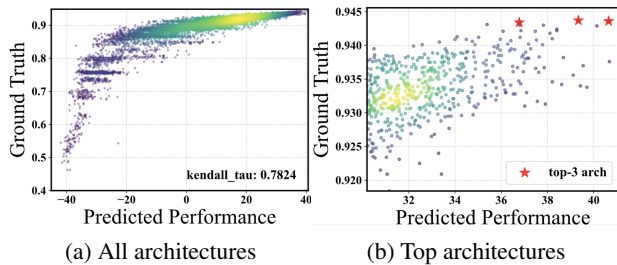 Ground Truth
0.9
0.8
0.7
0.6
0.5
0.4
kendall_tau: 0.7824
−40 −20 0 20 40
Predicted Performance
(a) All architectures
Ground Truth
0.945
0.940
0.935
0.930
0.925
0.920
top-3 arch
32 34 36 38 40
Predicted Performance
(b) Top architectures